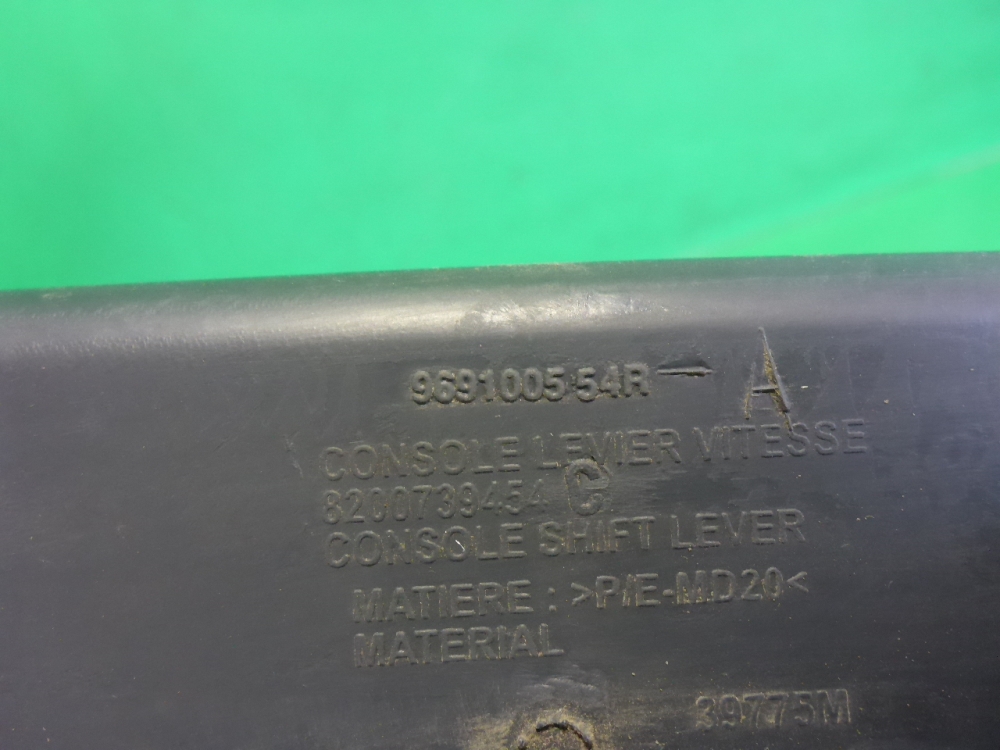 969100554R - A
CONSOLE LEVIER VITESSE
8200739454 C
CONSOLE SHIFT LEVER
MATIERE : >P/E-MD20<
MATERIAL
39775M